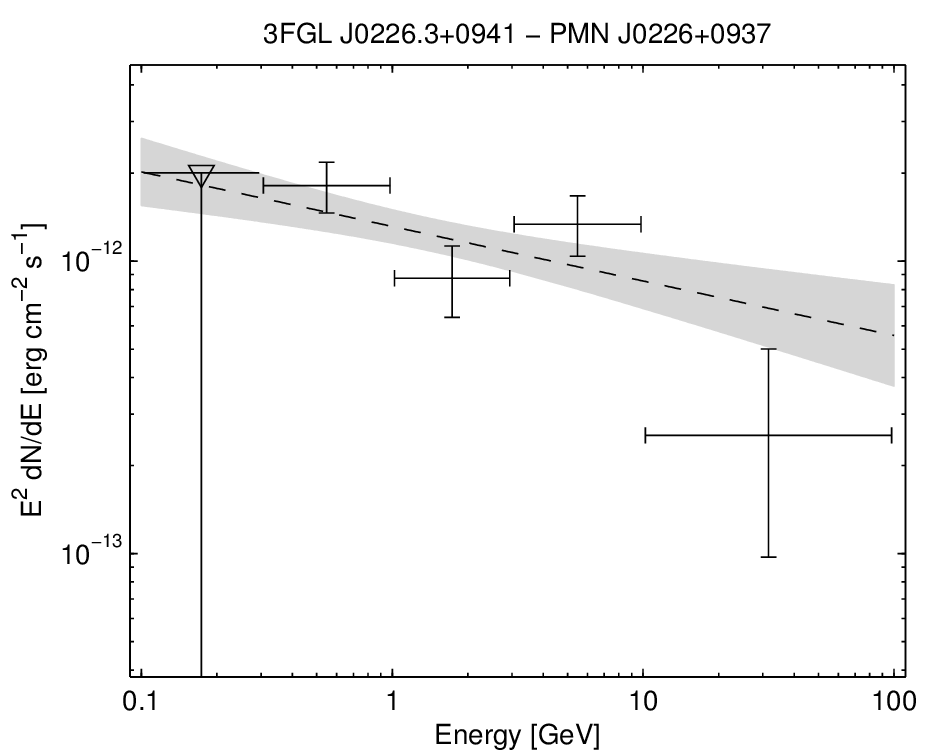 3FGL J0226.3+0941 − PMN J0226+0937
E² dN/dE [erg cm⁻² s⁻¹]
10⁻¹²
10⁻¹³
0.1 1 10 100
Energy [GeV]